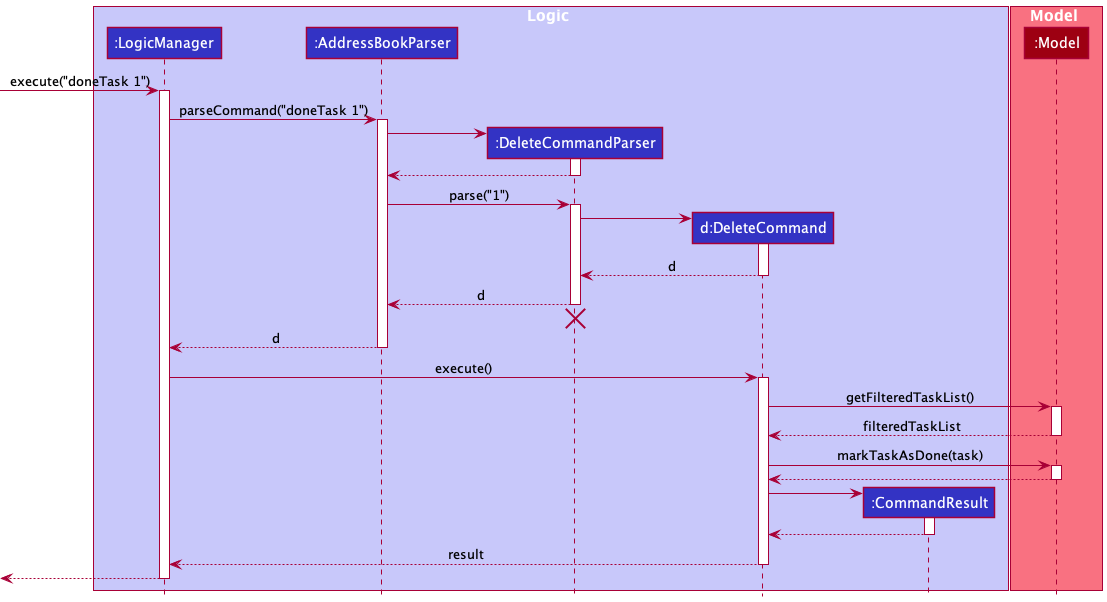 Logic
Model
:LogicManager
:AddressBookParser
:Model
execute("doneTask 1")
parseCommand("doneTask 1")
:DeleteCommandParser
parse("1")
d:DeleteCommand
d
d
d
execute()
getFilteredTaskList()
filteredTaskList
markTaskAsDone(task)
:CommandResult
result